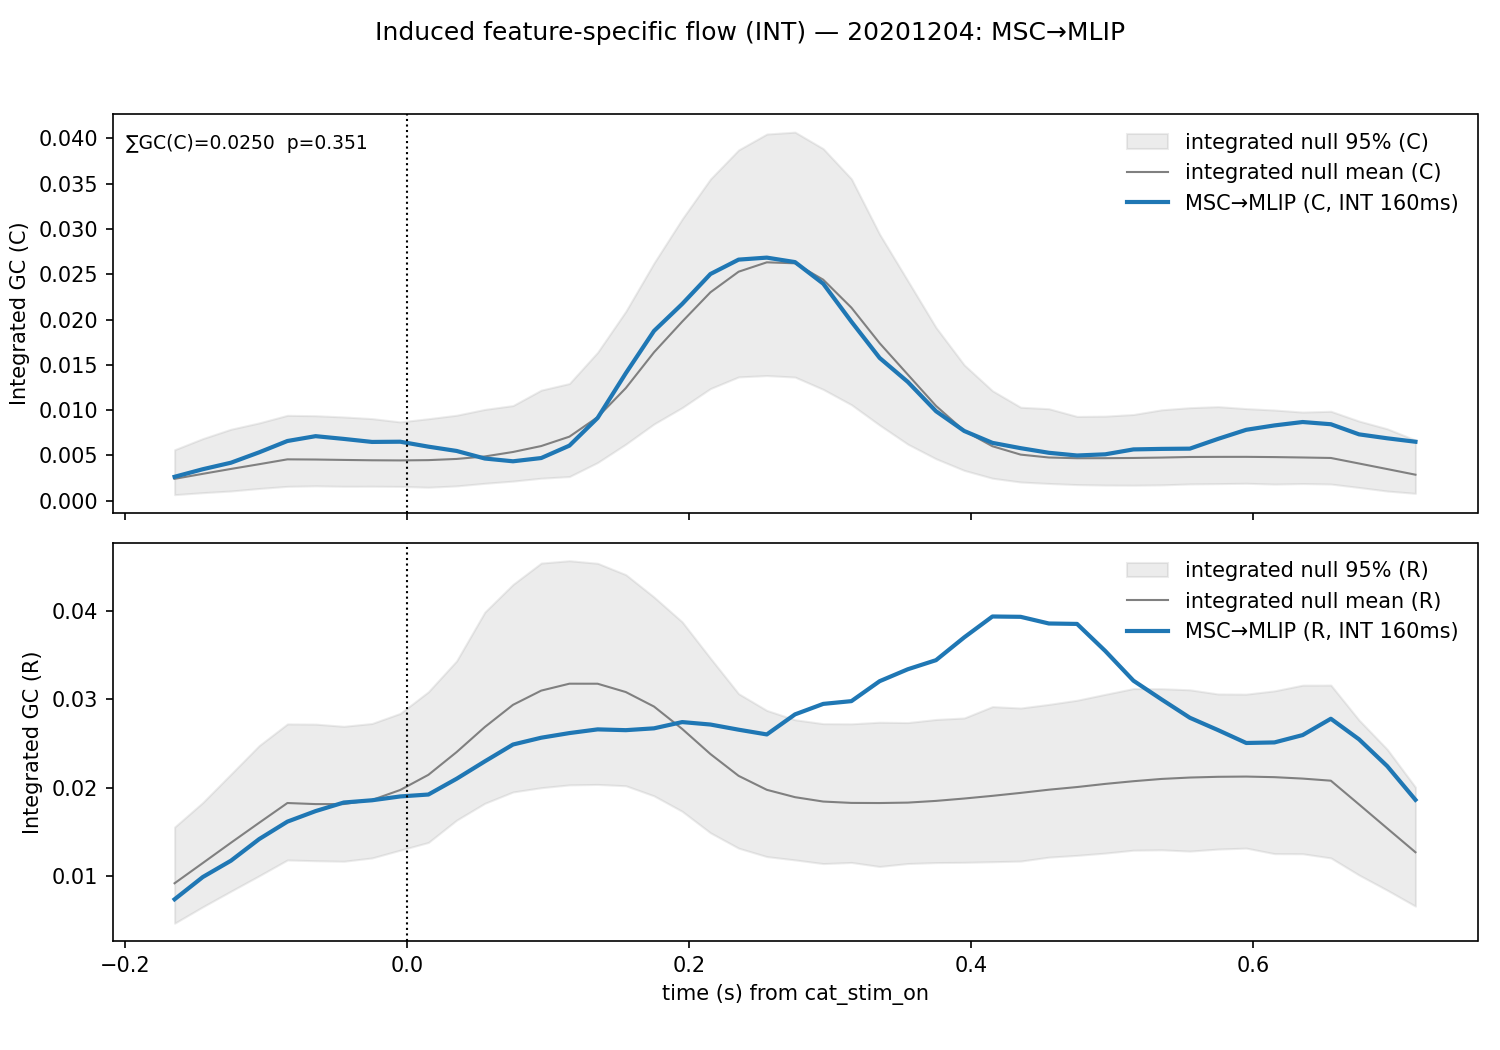 Induced feature-specific flow (INT) — 20201204: MSC→MLIP
∑GC(C)=0.0250  p=0.351
integrated null 95% (C)
integrated null mean (C)
MSC→MLIP (C, INT 160ms)
Integrated GC (C)
0.040
0.035
0.030
0.025
0.020
0.015
0.010
0.005
0.000
integrated null 95% (R)
integrated null mean (R)
MSC→MLIP (R, INT 160ms)
Integrated GC (R)
0.04
0.03
0.02
0.01
−0.2
0.0
0.2
0.4
0.6
time (s) from cat_stim_on